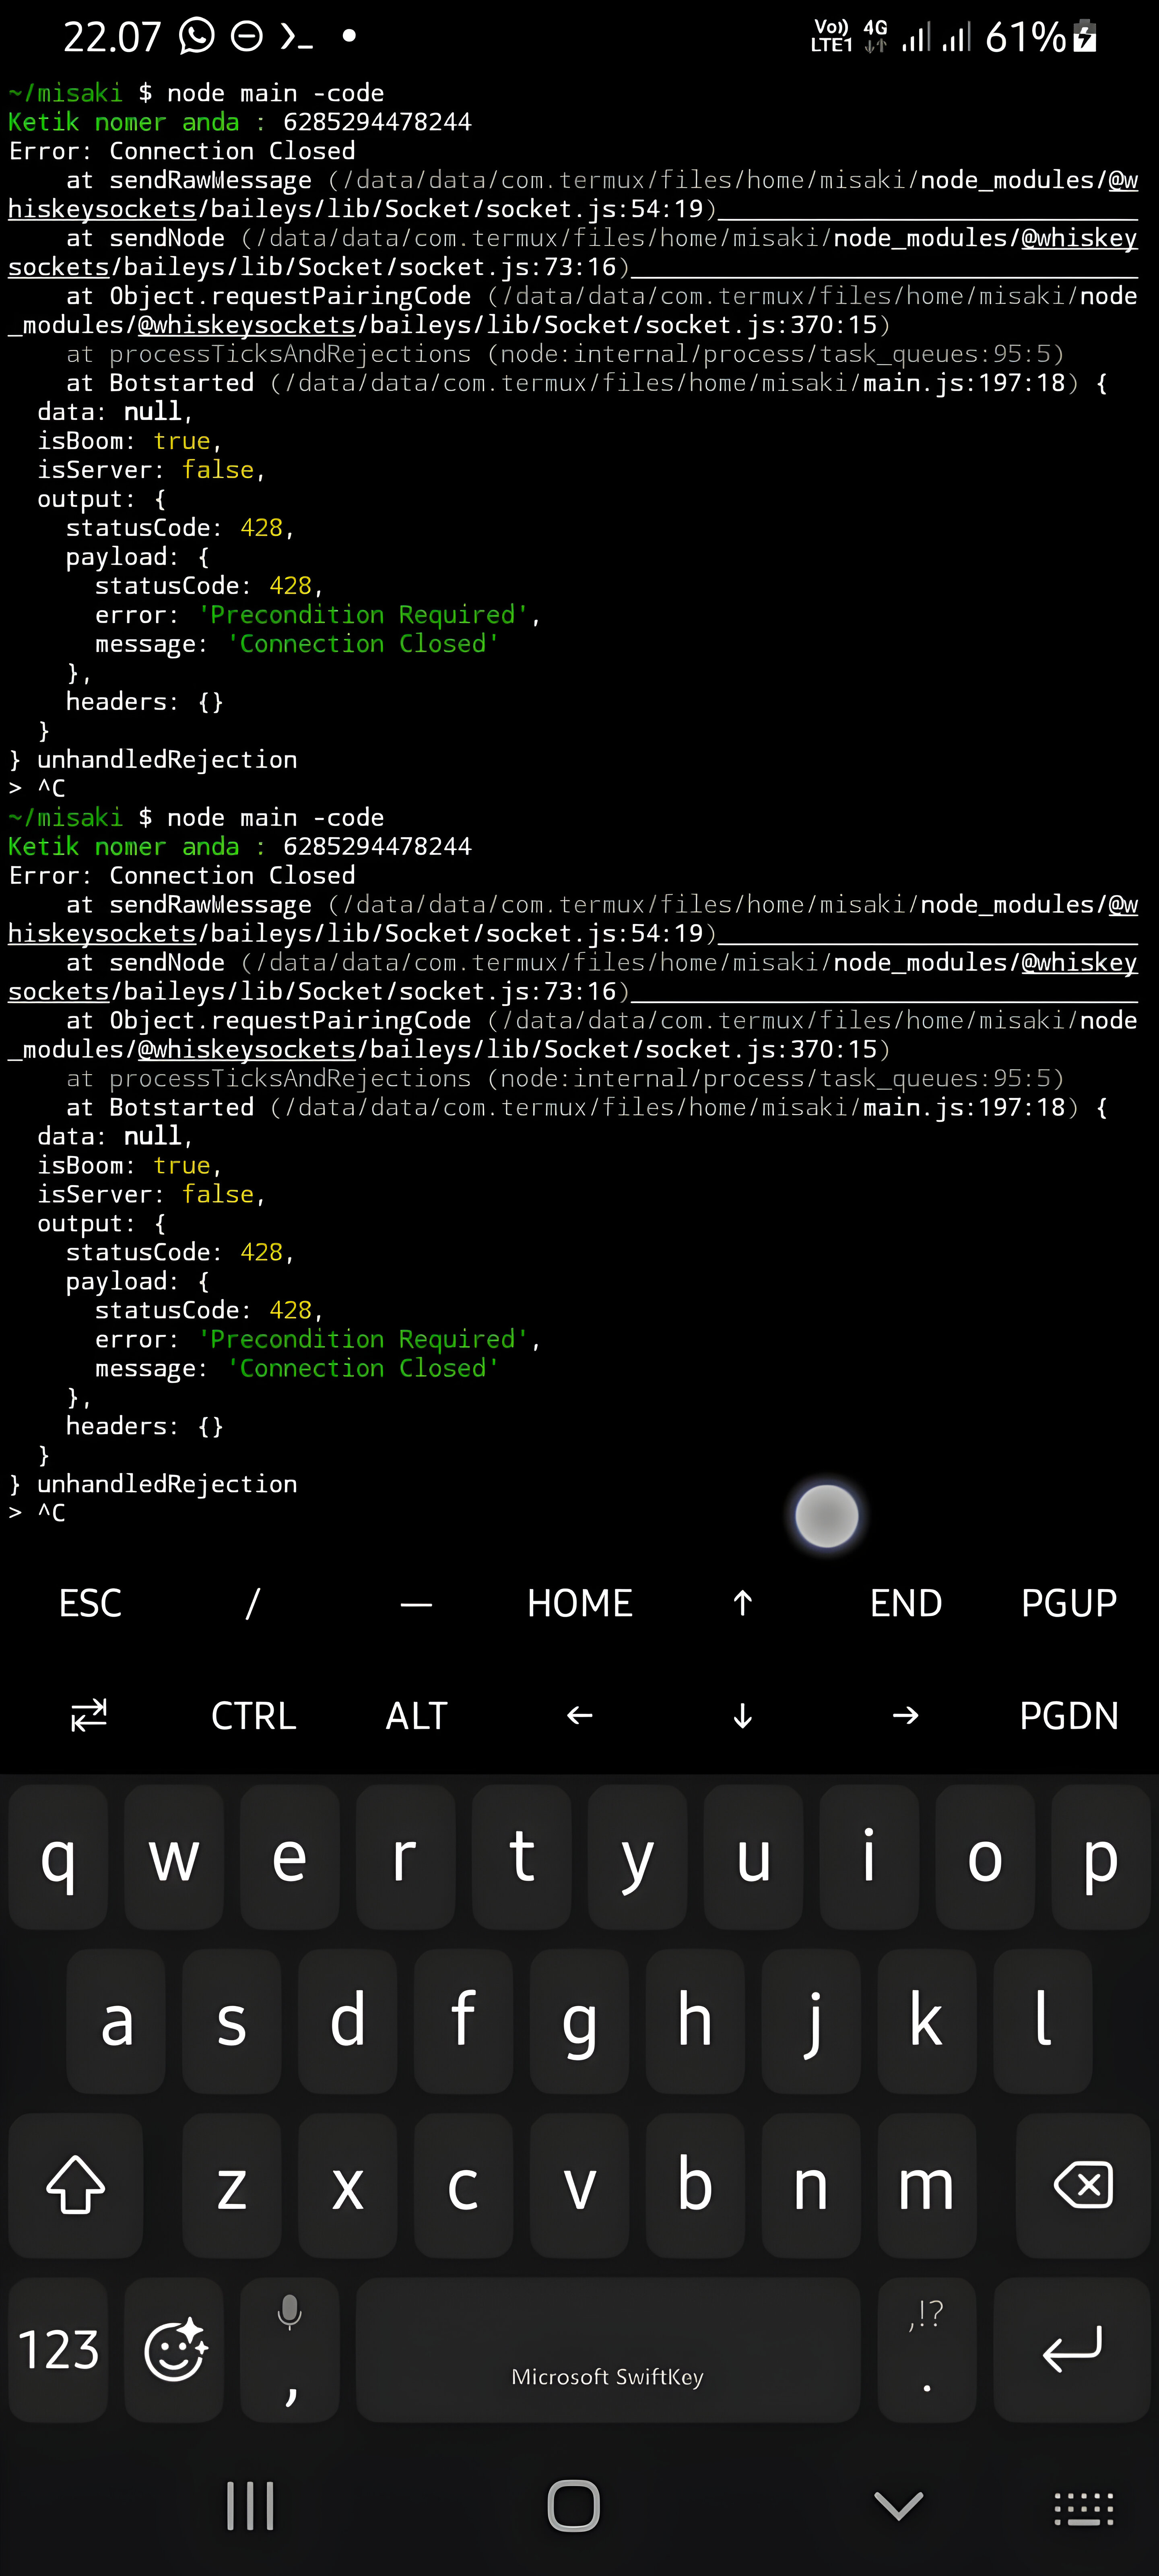 22.07
Vo)) LTE1 4G 61%
~/misaki $ node main -code
Ketik nomer anda : 6285294478244
Error: Connection Closed
    at sendRawMessage (/data/data/com.termux/files/home/misaki/node_modules/@w
hiskeysockets/baileys/lib/Socket/socket.js:54:19)
    at sendNode (/data/data/com.termux/files/home/misaki/node_modules/@whiskey
sockets/baileys/lib/Socket/socket.js:73:16)
    at Object.requestPairingCode (/data/data/com.termux/files/home/misaki/node
_modules/@whiskeysockets/baileys/lib/Socket/socket.js:370:15)
    at processTicksAndRejections (node:internal/process/task_queues:95:5)
    at Botstarted (/data/data/com.termux/files/home/misaki/main.js:197:18) {
  data: null,
  isBoom: true,
  isServer: false,
  output: {
    statusCode: 428,
    payload: {
      statusCode: 428,
      error: 'Precondition Required',
      message: 'Connection Closed'
    },
    headers: {}
  }
} unhandledRejection
> ^C
~/misaki $ node main -code
Ketik nomer anda : 6285294478244
Error: Connection Closed
    at sendRawMessage (/data/data/com.termux/files/home/misaki/node_modules/@w
hiskeysockets/baileys/lib/Socket/socket.js:54:19)
    at sendNode (/data/data/com.termux/files/home/misaki/node_modules/@whiskey
sockets/baileys/lib/Socket/socket.js:73:16)
    at Object.requestPairingCode (/data/data/com.termux/files/home/misaki/node
_modules/@whiskeysockets/baileys/lib/Socket/socket.js:370:15)
    at processTicksAndRejections (node:internal/process/task_queues:95:5)
    at Botstarted (/data/data/com.termux/files/home/misaki/main.js:197:18) {
  data: null,
  isBoom: true,
  isServer: false,
  output: {
    statusCode: 428,
    payload: {
      statusCode: 428,
      error: 'Precondition Required',
      message: 'Connection Closed'
    },
    headers: {}
  }
} unhandledRejection
> ^C
ESC / — HOME ↑ END PGUP
⇄ CTRL ALT ← ↓ → PGDN
q w e r t y u i o p
a s d f g h j k l
z x c v b n m
123 , Microsoft SwiftKey ,!? .